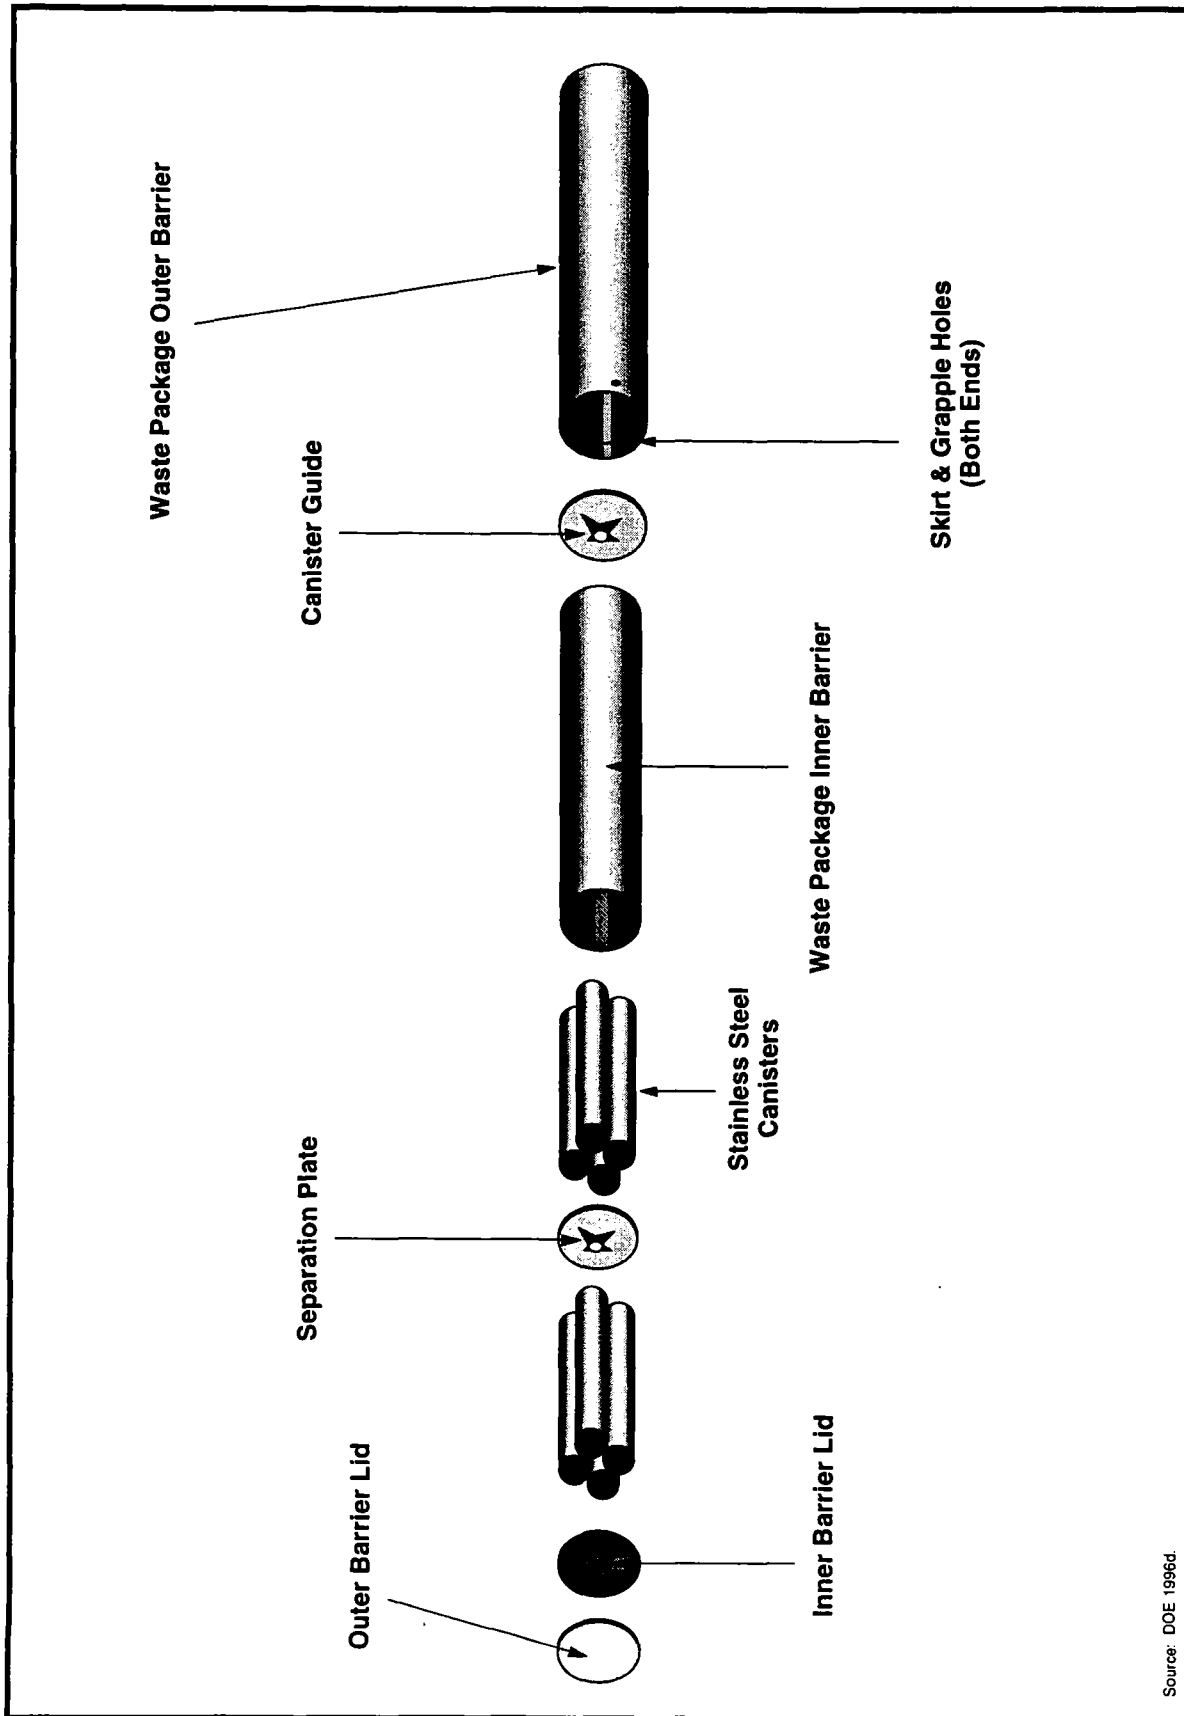 Waste Package Outer Barrier
Canister Guide
Separation Plate
Outer Barrier Lid
Skirt & Grapple Holes
(Both Ends)
Waste Package Inner Barrier
Stainless Steel
Canisters
Inner Barrier Lid
Source: DOE 1996d.